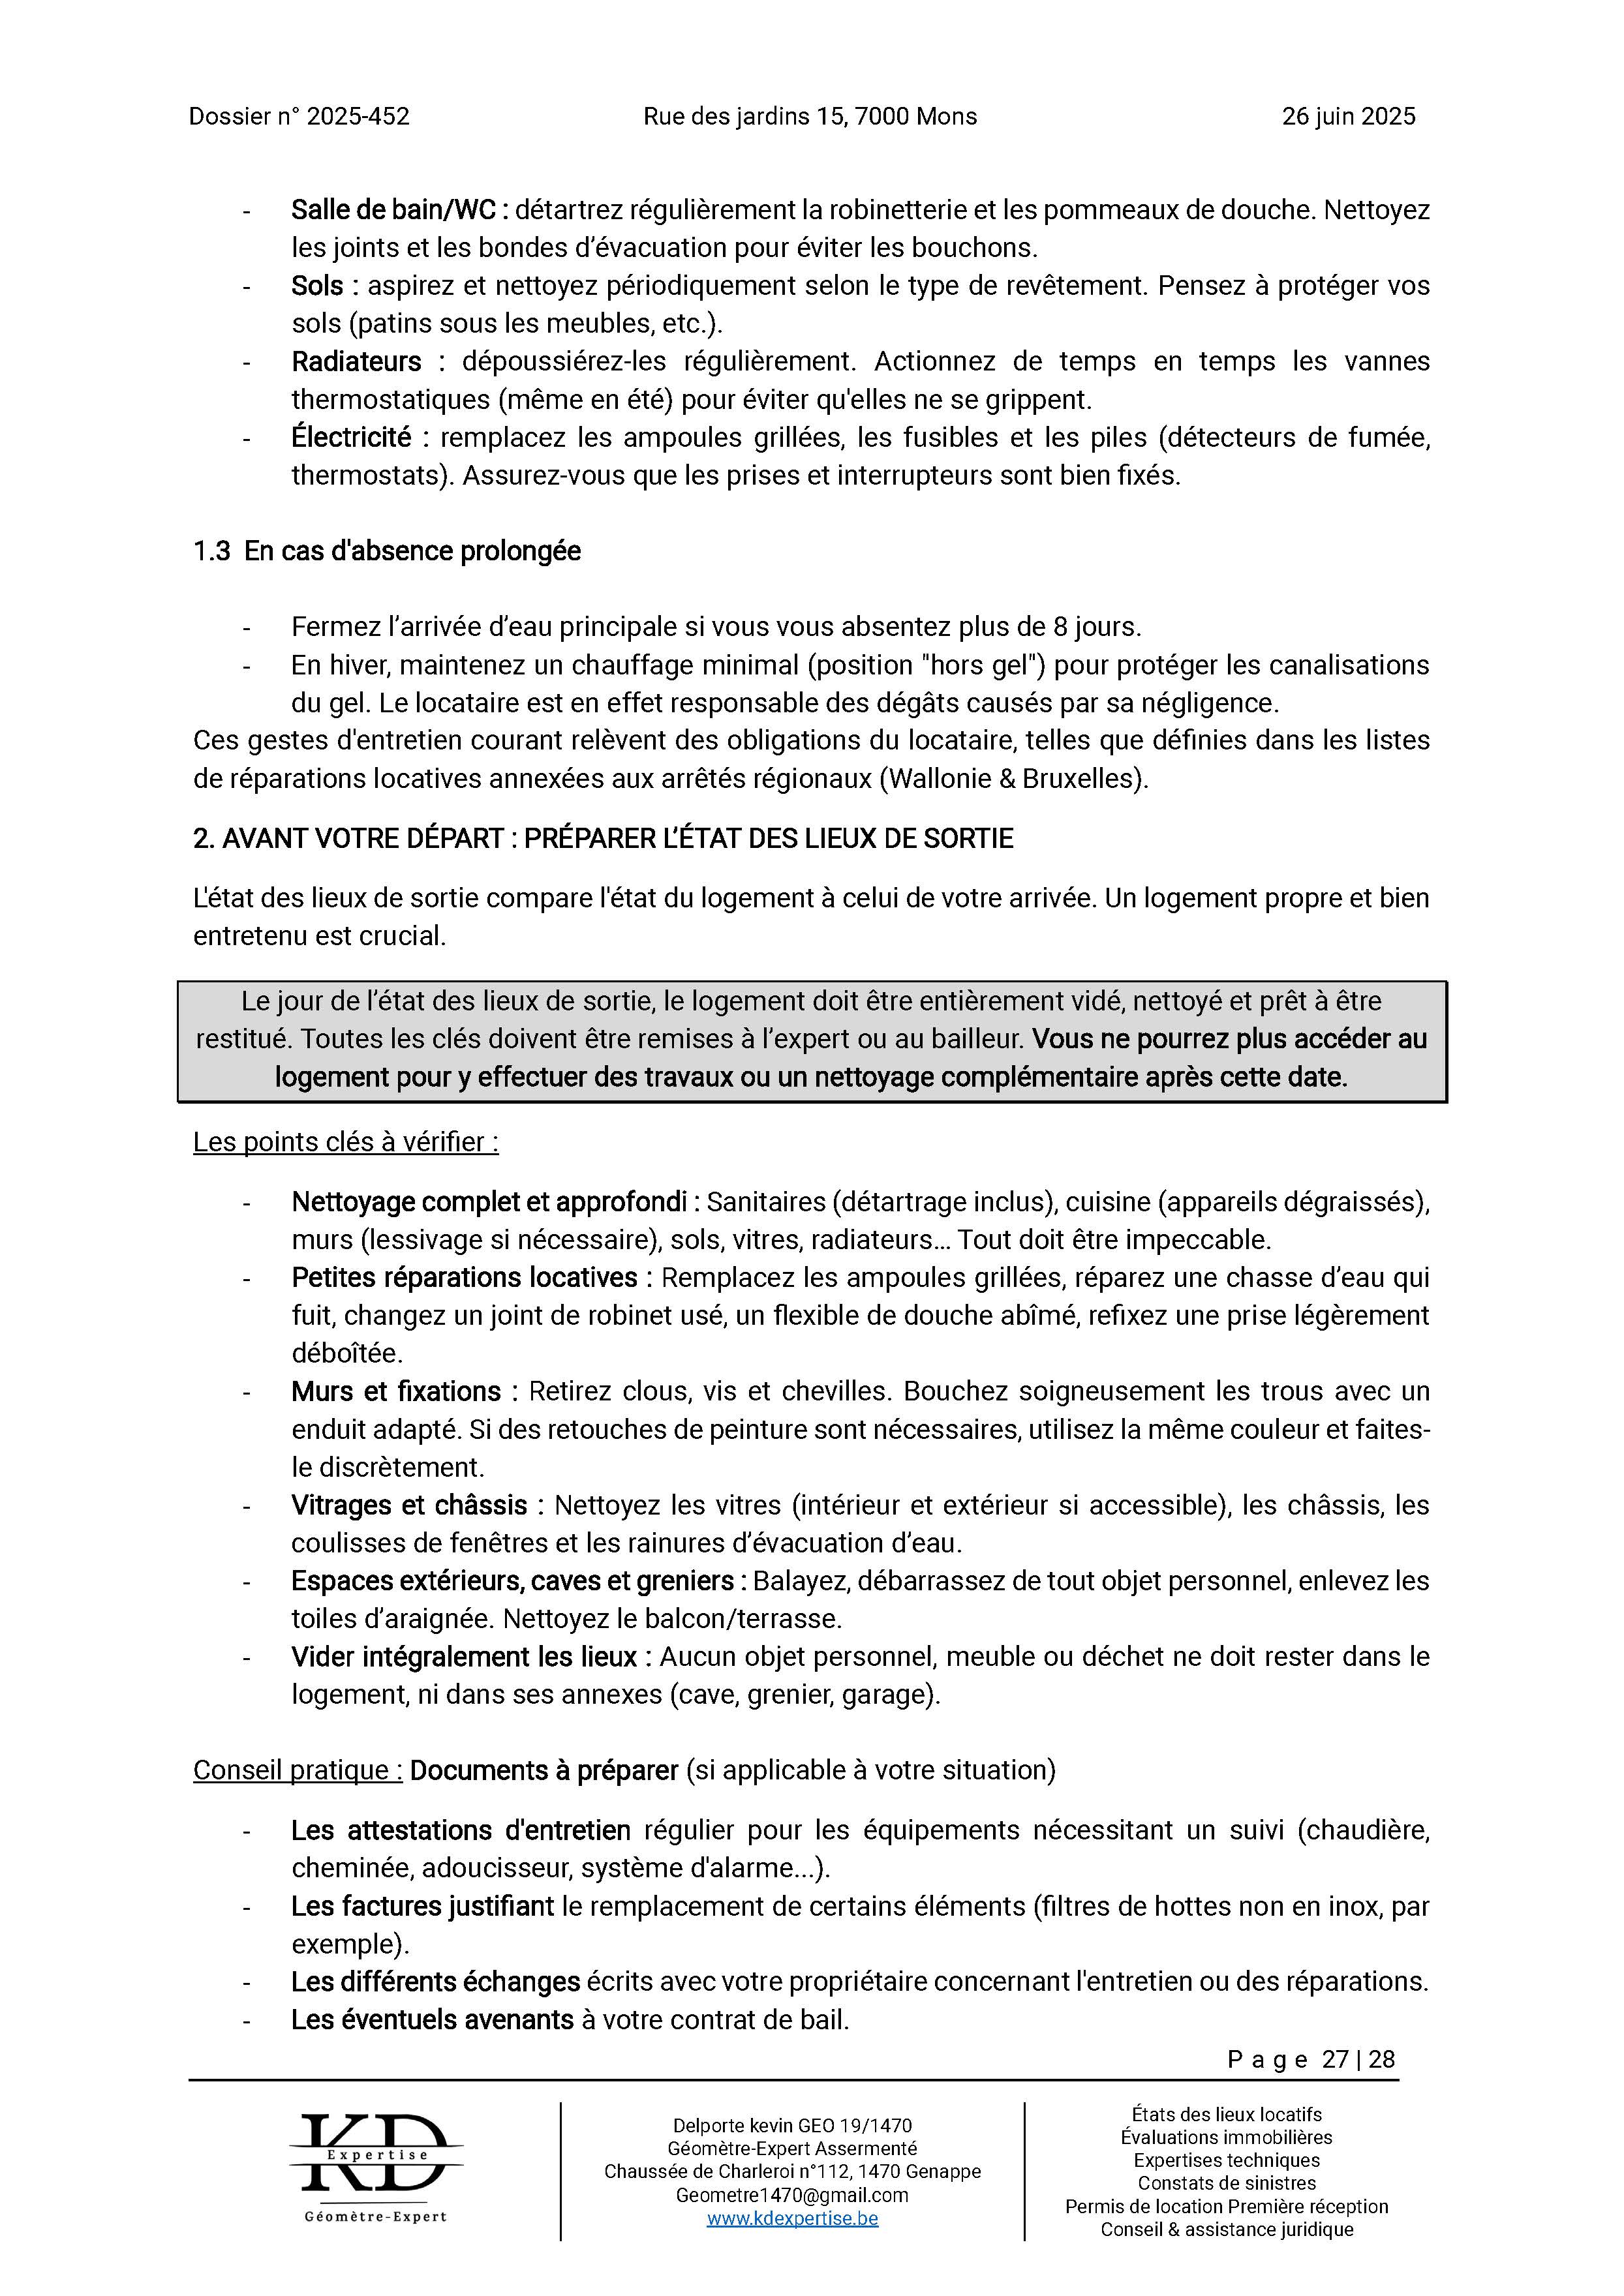 Dossier n° 2025-452 Rue des jardins 15, 7000 Mons 26 juin 2025
- Salle de bain/WC : détartrez régulièrement la robinetterie et les pommeaux de douche. Nettoyez
les joints et les bondes d’évacuation pour éviter les bouchons.
- Sols : aspirez et nettoyez périodiquement selon le type de revêtement. Pensez à protéger vos
sols (patins sous les meubles, etc.).
- Radiateurs : dépoussiérez-les régulièrement. Actionnez de temps en temps les vannes
thermostatiques (même en été) pour éviter qu'elles ne se grippent.
- Électricité : remplacez les ampoules grillées, les fusibles et les piles (détecteurs de fumée,
thermostats). Assurez-vous que les prises et interrupteurs sont bien fixés.
1.3 En cas d'absence prolongée
- Fermez l’arrivée d’eau principale si vous vous absentez plus de 8 jours.
- En hiver, maintenez un chauffage minimal (position "hors gel") pour protéger les canalisations
du gel. Le locataire est en effet responsable des dégâts causés par sa négligence.
Ces gestes d'entretien courant relèvent des obligations du locataire, telles que définies dans les listes
de réparations locatives annexées aux arrêtés régionaux (Wallonie & Bruxelles).
2. AVANT VOTRE DÉPART : PRÉPARER L’ÉTAT DES LIEUX DE SORTIE
L'état des lieux de sortie compare l'état du logement à celui de votre arrivée. Un logement propre et bien
entretenu est crucial.
Le jour de l’état des lieux de sortie, le logement doit être entièrement vidé, nettoyé et prêt à être
restitué. Toutes les clés doivent être remises à l’expert ou au bailleur. Vous ne pourrez plus accéder au
logement pour y effectuer des travaux ou un nettoyage complémentaire après cette date.
Les points clés à vérifier :
- Nettoyage complet et approfondi : Sanitaires (détartrage inclus), cuisine (appareils dégraissés),
murs (lessivage si nécessaire), sols, vitres, radiateurs… Tout doit être impeccable.
- Petites réparations locatives : Remplacez les ampoules grillées, réparez une chasse d’eau qui
fuit, changez un joint de robinet usé, un flexible de douche abîmé, refixez une prise légèrement
déboîtée.
- Murs et fixations : Retirez clous, vis et chevilles. Bouchez soigneusement les trous avec un
enduit adapté. Si des retouches de peinture sont nécessaires, utilisez la même couleur et faites-
le discrètement.
- Vitrages et châssis : Nettoyez les vitres (intérieur et extérieur si accessible), les châssis, les
coulisses de fenêtres et les rainures d’évacuation d’eau.
- Espaces extérieurs, caves et greniers : Balayez, débarrassez de tout objet personnel, enlevez les
toiles d’araignée. Nettoyez le balcon/terrasse.
- Vider intégralement les lieux : Aucun objet personnel, meuble ou déchet ne doit rester dans le
logement, ni dans ses annexes (cave, grenier, garage).
Conseil pratique : Documents à préparer (si applicable à votre situation)
- Les attestations d'entretien régulier pour les équipements nécessitant un suivi (chaudière,
cheminée, adoucisseur, système d'alarme...).
- Les factures justifiant le remplacement de certains éléments (filtres de hottes non en inox, par
exemple).
- Les différents échanges écrits avec votre propriétaire concernant l'entretien ou des réparations.
- Les éventuels avenants à votre contrat de bail.
Page 27 | 28
KD
Expertise
Géomètre-Expert
Delporte kevin GEO 19/1470
Géomètre-Expert Assermenté
Chaussée de Charleroi n°112, 1470 Genappe
Geometre1470@gmail.com
www.kdexpertise.be
États des lieux locatifs
Évaluations immobilières
Expertises techniques
Constats de sinistres
Permis de location Première réception
Conseil & assistance juridique